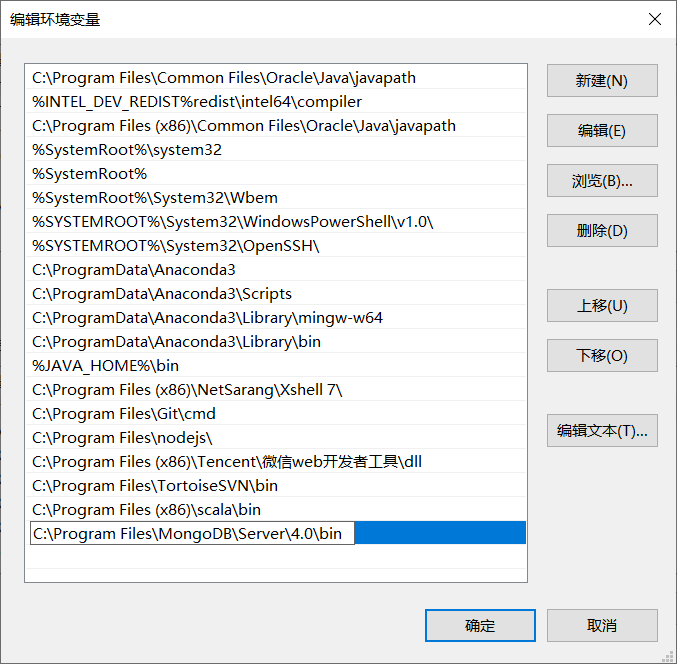 编辑环境变量
C:\Program Files\Common Files\Oracle\Java\javapath
%INTEL_DEV_REDIST%redist\intel64\compiler
C:\Program Files (x86)\Common Files\Oracle\Java\javapath
%SystemRoot%\system32
%SystemRoot%
%SystemRoot%\System32\Wbem
%SYSTEMROOT%\System32\WindowsPowerShell\v1.0\
%SYSTEMROOT%\System32\OpenSSH\
C:\ProgramData\Anaconda3
C:\ProgramData\Anaconda3\Scripts
C:\ProgramData\Anaconda3\Library\mingw-w64
C:\ProgramData\Anaconda3\Library\bin
%JAVA_HOME%\bin
C:\Program Files (x86)\NetSarang\Xshell 7\
C:\Program Files\Git\cmd
C:\Program Files\nodejs\
C:\Program Files (x86)\Tencent\微信web开发者工具\dll
C:\Program Files\TortoiseSVN\bin
C:\Program Files (x86)\scala\bin
C:\Program Files\MongoDB\Server\4.0\bin
新建(N)
编辑(E)
浏览(B)...
删除(D)
上移(U)
下移(O)
编辑文本(T)...
确定
取消